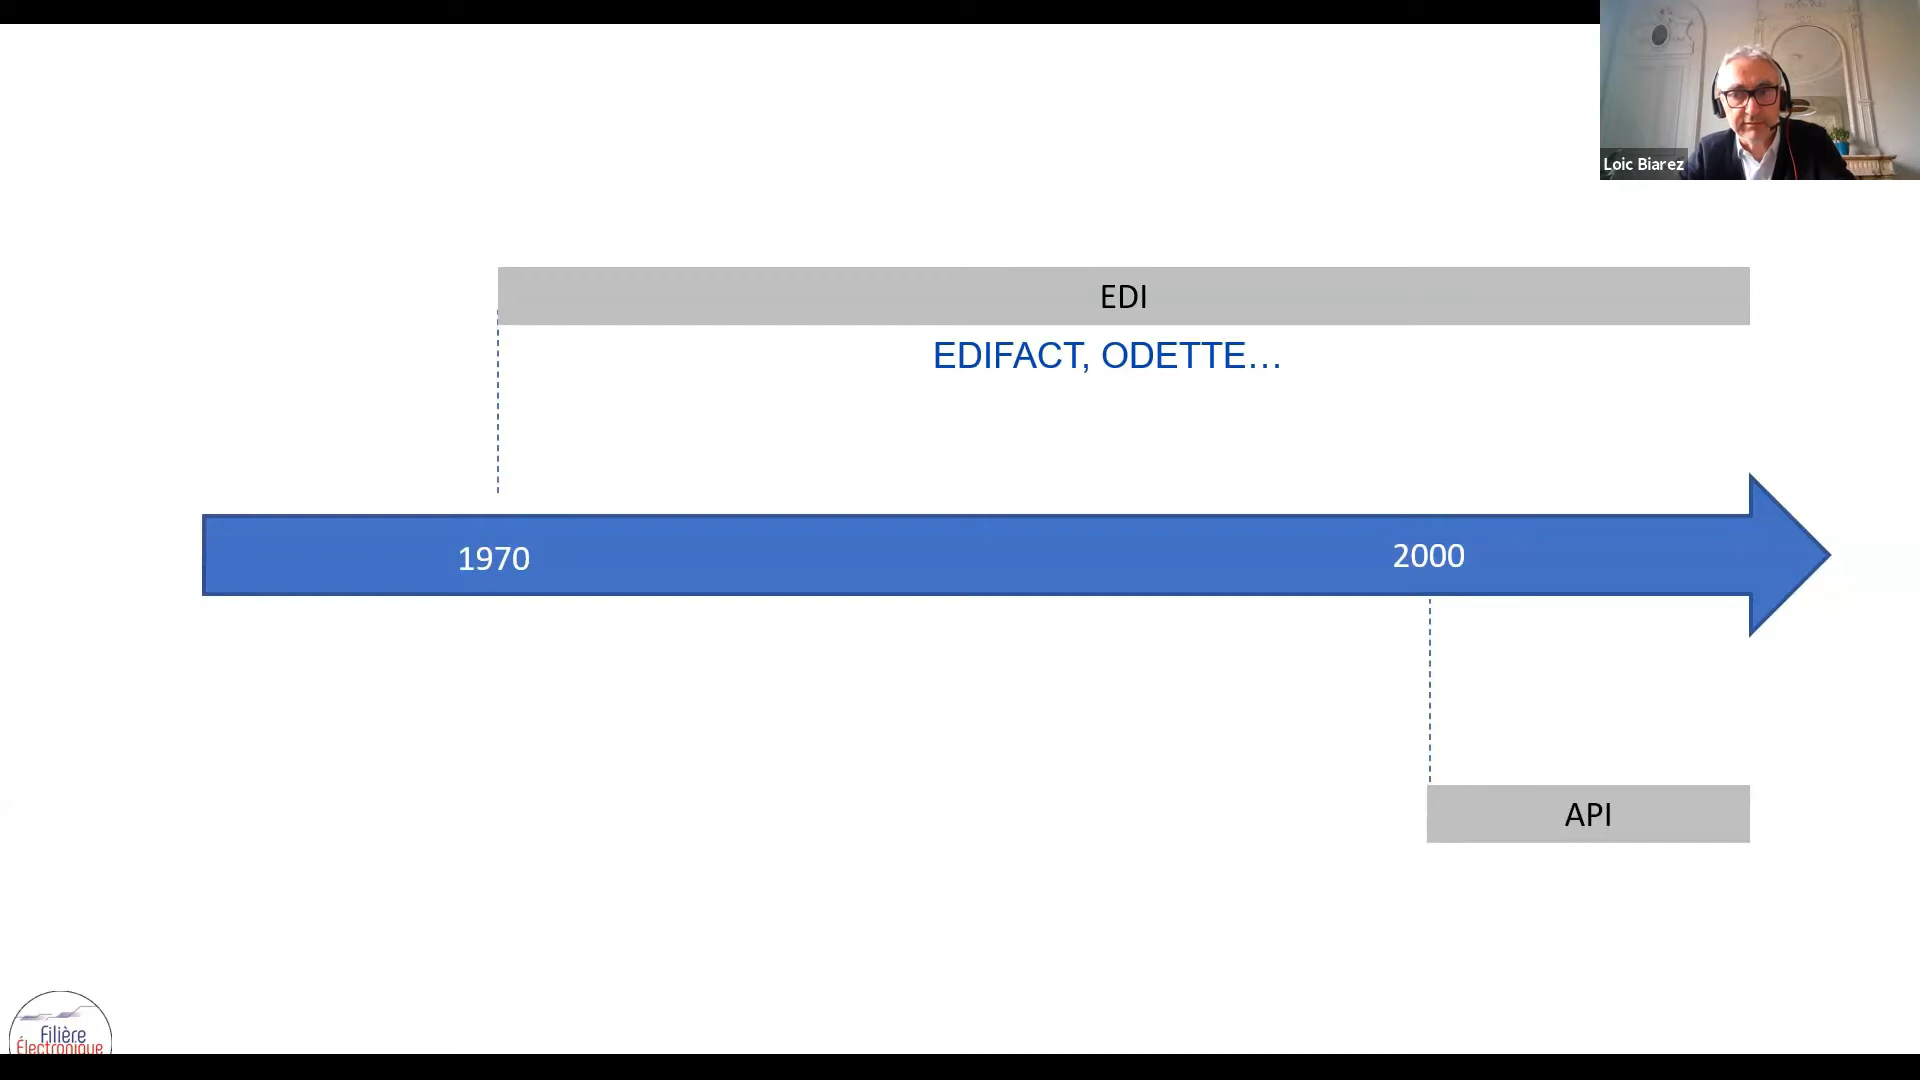 Loic Biarez
EDI
EDIFACT, ODETTE…
1970
2000
API
Filière
Électronique